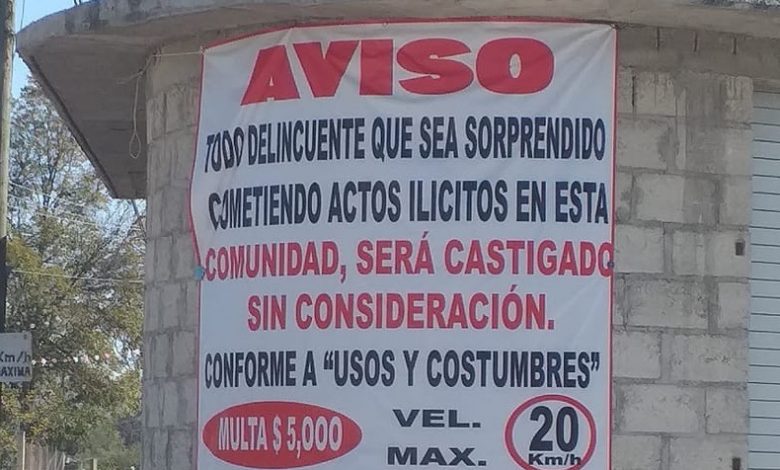 AVISO
TODO DELINCUENTE QUE SEA SORPRENDIDO
COMETIENDO ACTOS ILICITOS EN ESTA
COMUNIDAD, SERÁ CASTIGADO
SIN CONSIDERACIÓN.
CONFORME A “USOS Y COSTUMBRES”
MULTA $ 5,000
VEL.
MAX.
20
Km/h
Km/h